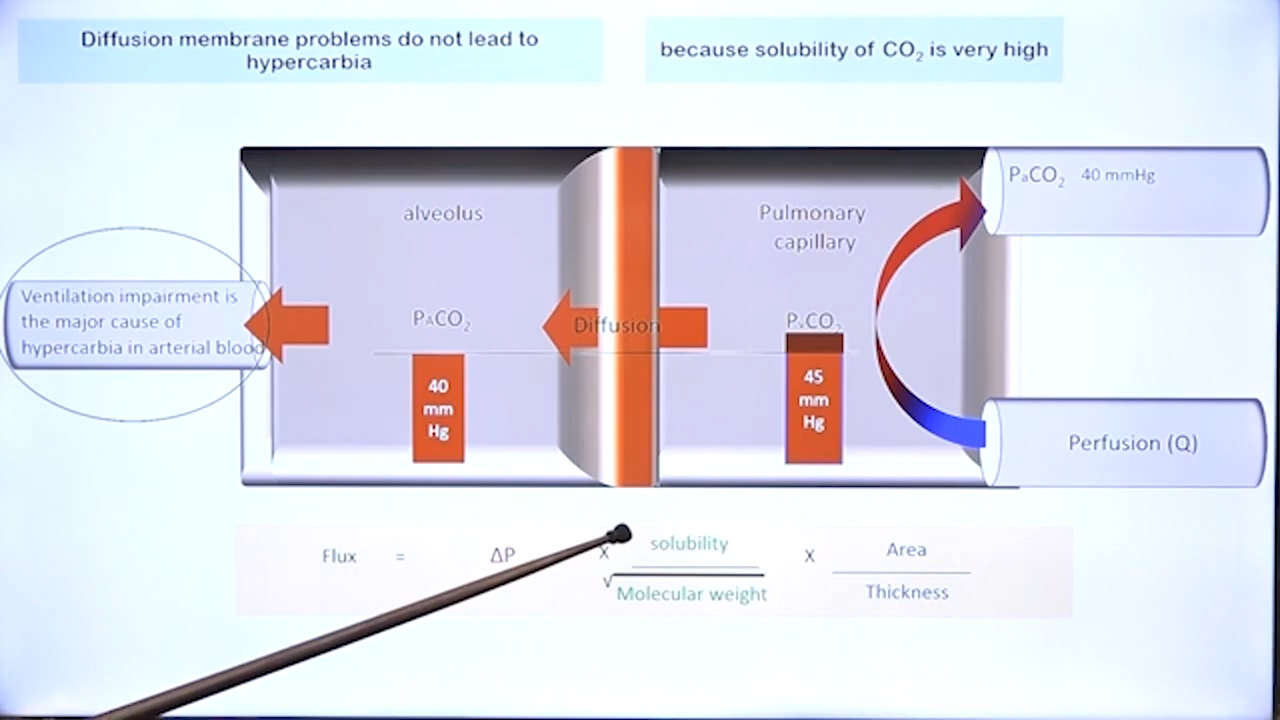 Diffusion membrane problems do not lead to
hypercarbia
because solubility of CO₂ is very high
alveolus
Pulmonary
capillary
PaCO₂ 40 mmHg
Ventilation impairment is
the major cause of
hypercarbia in arterial blood
PACO₂
Diffusion
PvCO₂
40
mm
Hg
45
mm
Hg
Perfusion (Q)
Flux = ΔP X solubility X Area
√ Molecular weight Thickness